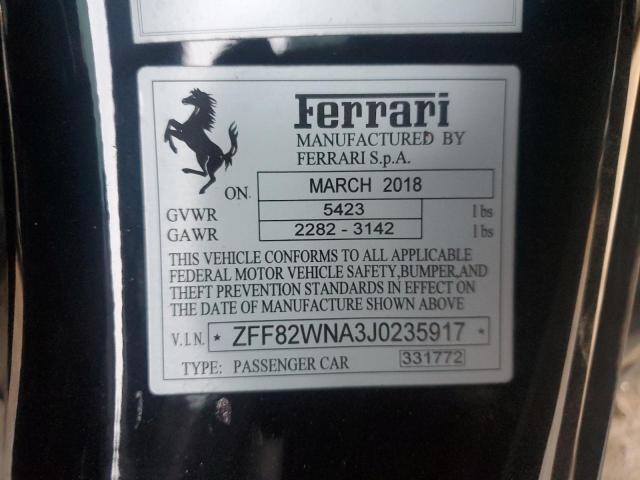 Ferrari
MANUFACTURED BY
FERRARI S.p.A.
ON. MARCH 2018
GVWR 5423 lbs
GAWR 2282 - 3142 lbs
THIS VEHICLE CONFORMS TO ALL APPLICABLE
FEDERAL MOTOR VEHICLE SAFETY,BUMPER,AND
THEFT PREVENTION STANDARDS IN EFFECT ON
THE DATE OF MANUFACTURE SHOWN ABOVE
V.I.N. * ZFF82WNA3J0235917 *
TYPE: PASSENGER CAR 331772